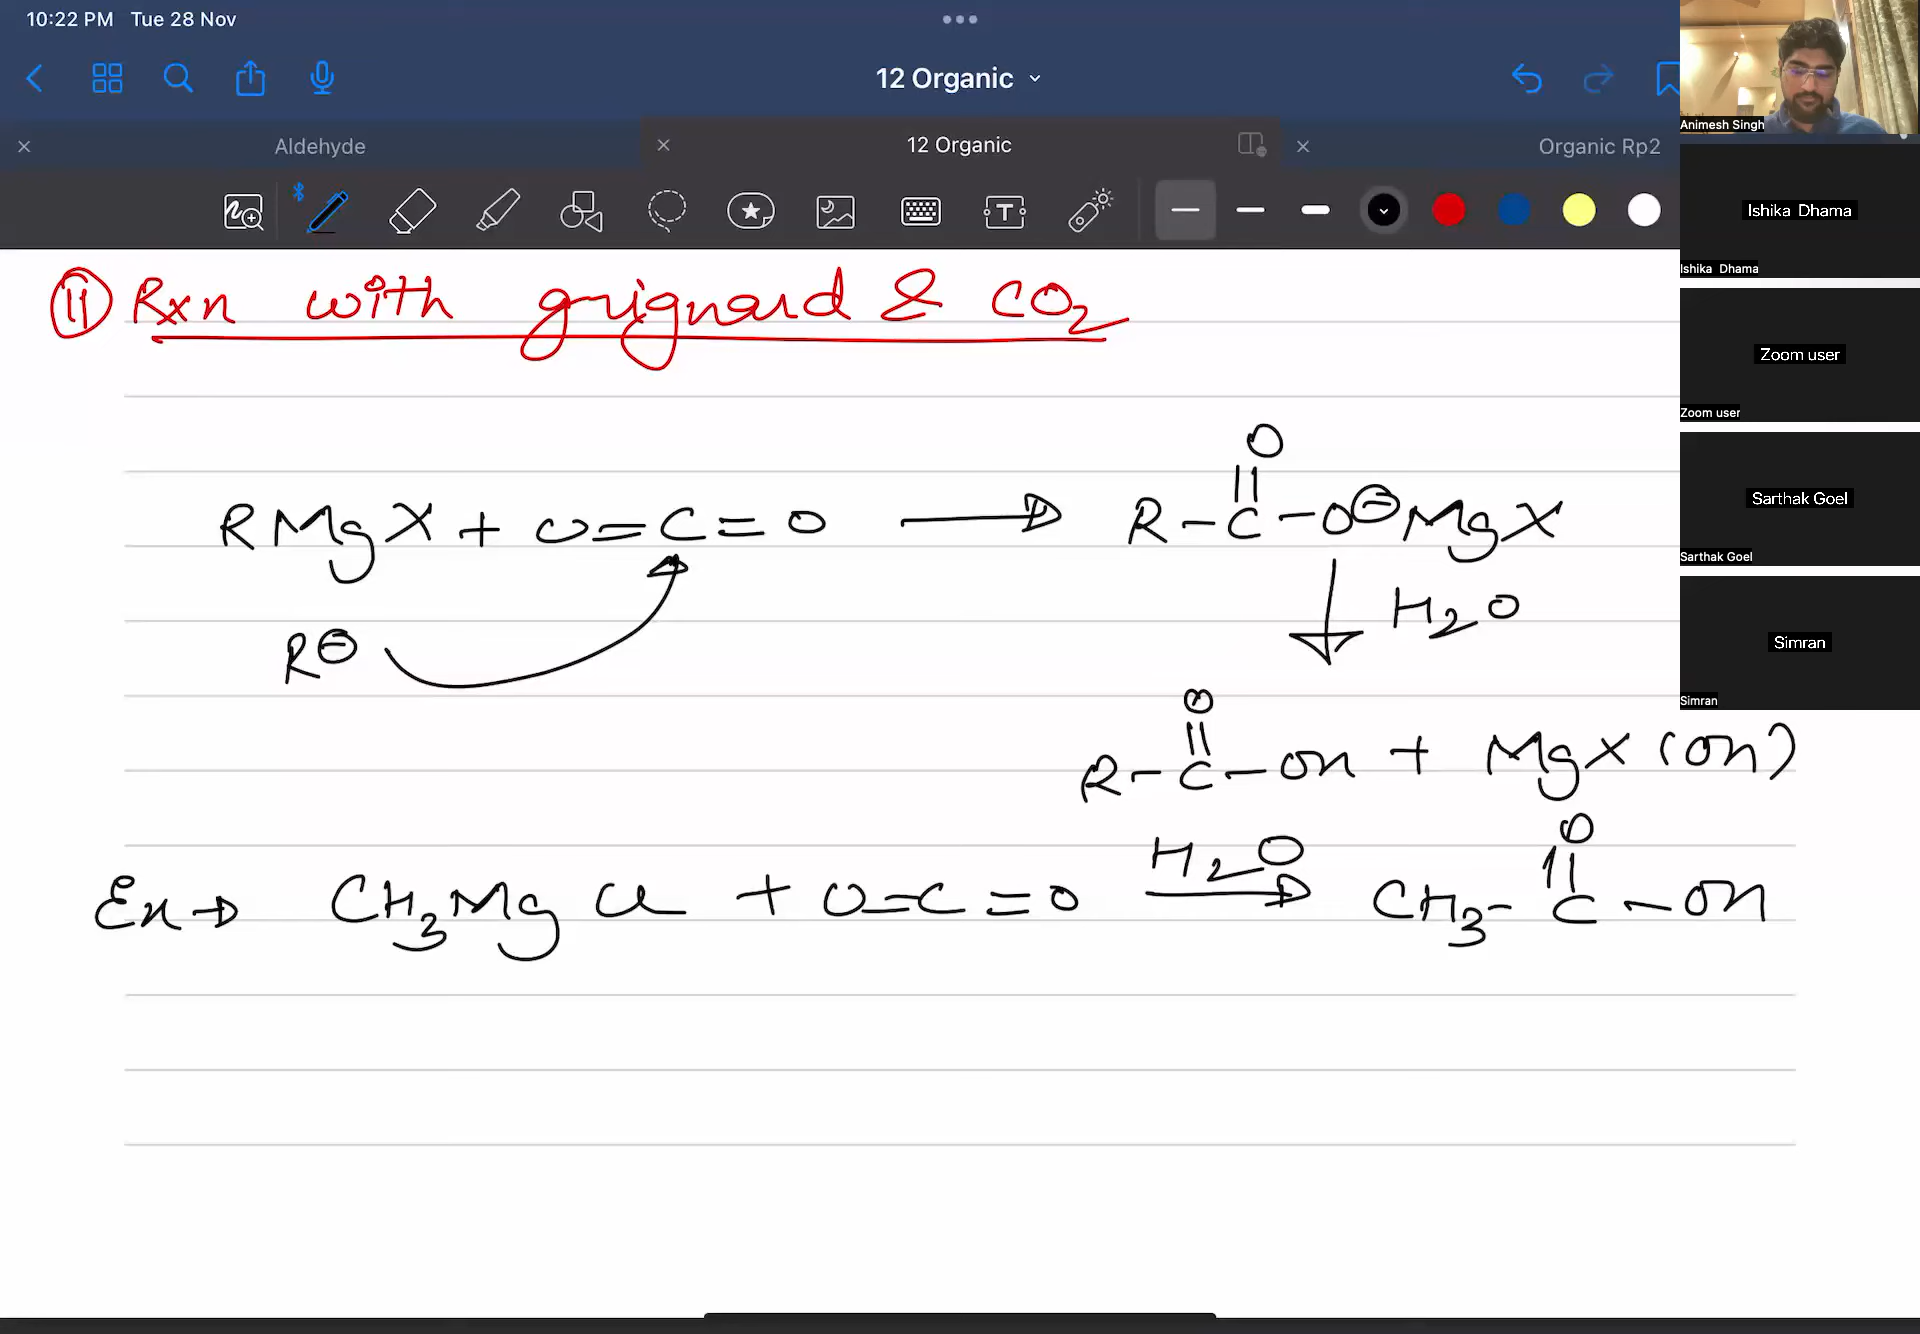 10:22 PM Tue 28 Nov
12 Organic
Aldehyde
12 Organic
Organic Rp2
Animesh Singh
Ishika Dhama
Ishika Dhama
Zoom user
Zoom user
Sarthak Goel
Sarthak Goel
Simran
Simran
11 Rxn with grignard & CO2
O
||
RMgX + O=C=O → R-C-O⊖MgX
R⊖
↓ H2O
O
||
R-C-OH + MgX(OH)
O
H2O ||
Ex → CH3MgCl + O=C=O → CH3-C-OH